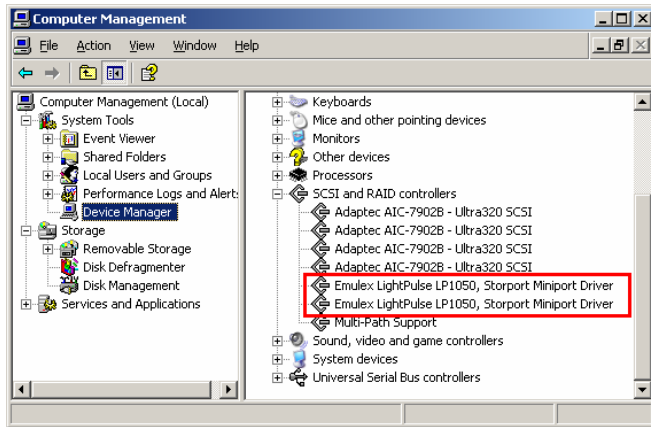 Computer Management
File Action View Window Help
Computer Management (Local)
System Tools
Event Viewer
Shared Folders
Local Users and Groups
Performance Logs and Alerts
Device Manager
Storage
Removable Storage
Disk Defragmenter
Disk Management
Services and Applications
Keyboards
Mice and other pointing devices
Monitors
Other devices
Processors
SCSI and RAID controllers
Adaptec AIC-7902B - Ultra320 SCSI
Adaptec AIC-7902B - Ultra320 SCSI
Adaptec AIC-7902B - Ultra320 SCSI
Adaptec AIC-7902B - Ultra320 SCSI
Emulex LightPulse LP1050, Storport Miniport Driver
Emulex LightPulse LP1050, Storport Miniport Driver
Multi-Path Support
Sound, video and game controllers
System devices
Universal Serial Bus controllers